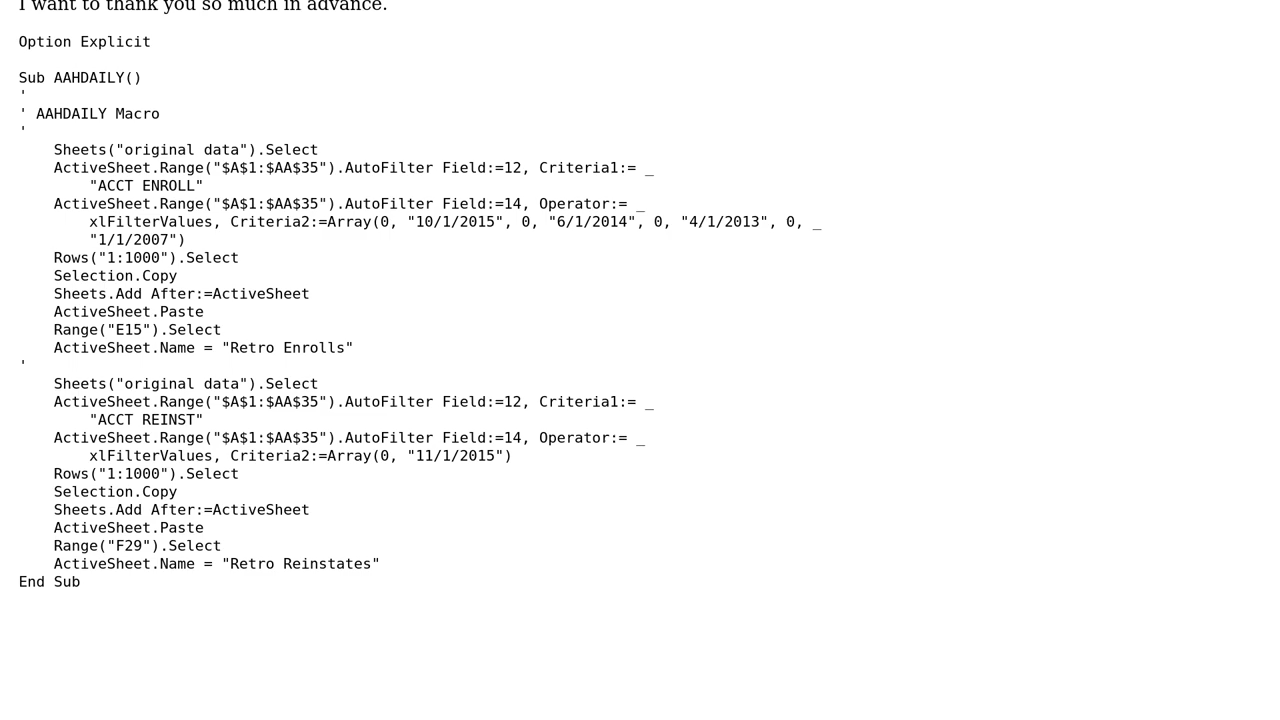 I want to thank you so much in advance.
Option Explicit
Sub AAHDAILY()
'
' AAHDAILY Macro
'
    Sheets("original data").Select
    ActiveSheet.Range("$A$1:$AA$35").AutoFilter Field:=12, Criteria1:= _
        "ACCT ENROLL"
    ActiveSheet.Range("$A$1:$AA$35").AutoFilter Field:=14, Operator:= _
        xlFilterValues, Criteria2:=Array(0, "10/1/2015", 0, "6/1/2014", 0, "4/1/2013", 0, _
        "1/1/2007")
    Rows("1:1000").Select
    Selection.Copy
    Sheets.Add After:=ActiveSheet
    ActiveSheet.Paste
    Range("E15").Select
    ActiveSheet.Name = "Retro Enrolls"
'
    Sheets("original data").Select
    ActiveSheet.Range("$A$1:$AA$35").AutoFilter Field:=12, Criteria1:= _
        "ACCT REINST"
    ActiveSheet.Range("$A$1:$AA$35").AutoFilter Field:=14, Operator:= _
        xlFilterValues, Criteria2:=Array(0, "11/1/2015")
    Rows("1:1000").Select
    Selection.Copy
    Sheets.Add After:=ActiveSheet
    ActiveSheet.Paste
    Range("F29").Select
    ActiveSheet.Name = "Retro Reinstates"
End Sub